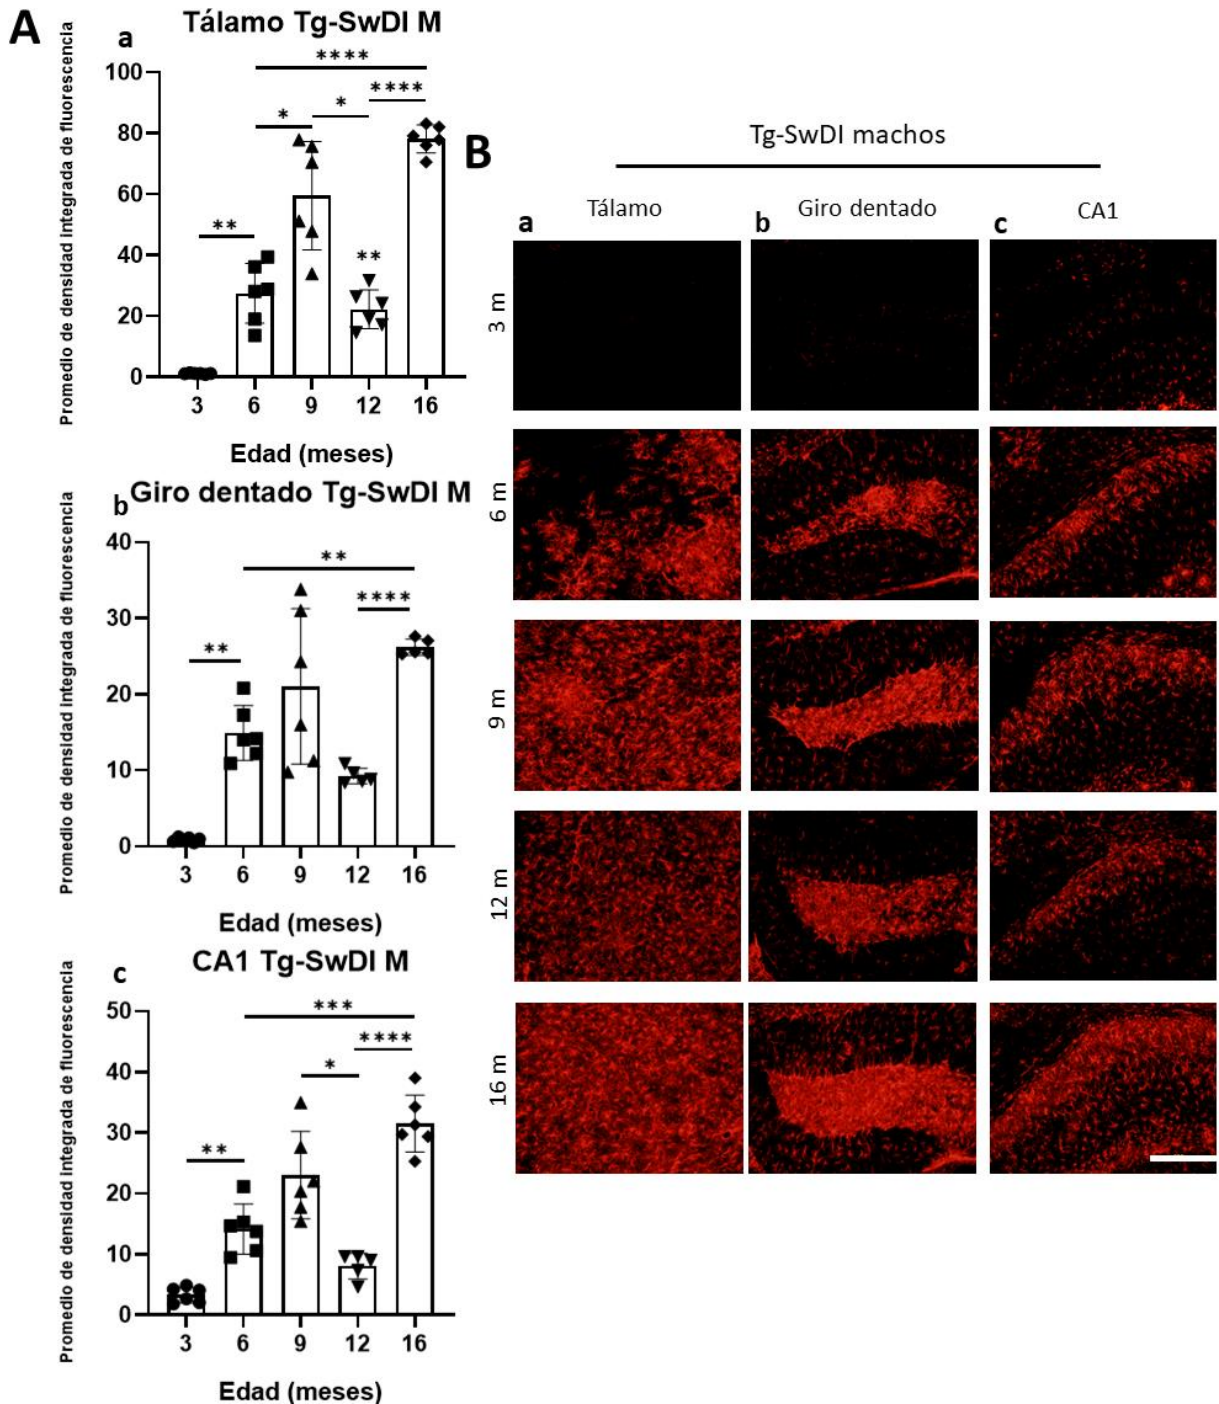 A
a
Tálamo Tg-SwDI M
Promedio de densidad integrada de fluorescencia
100
80
60
40
20
0
**
*
*
****
****
**
3 6 9 12 16
Edad (meses)
b
Giro dentado Tg-SwDI M
Promedio de densidad integrada de fluorescencia
40
30
20
10
0
**
**
****
3 6 9 12 16
Edad (meses)
c
CA1 Tg-SwDI M
Promedio de densidad integrada de fluorescencia
50
40
30
20
10
0
**
***
*
****
3 6 9 12 16
Edad (meses)
B
Tg-SwDI machos
a Tálamo
b Giro dentado
c CA1
3 m
6 m
9 m
12 m
16 m